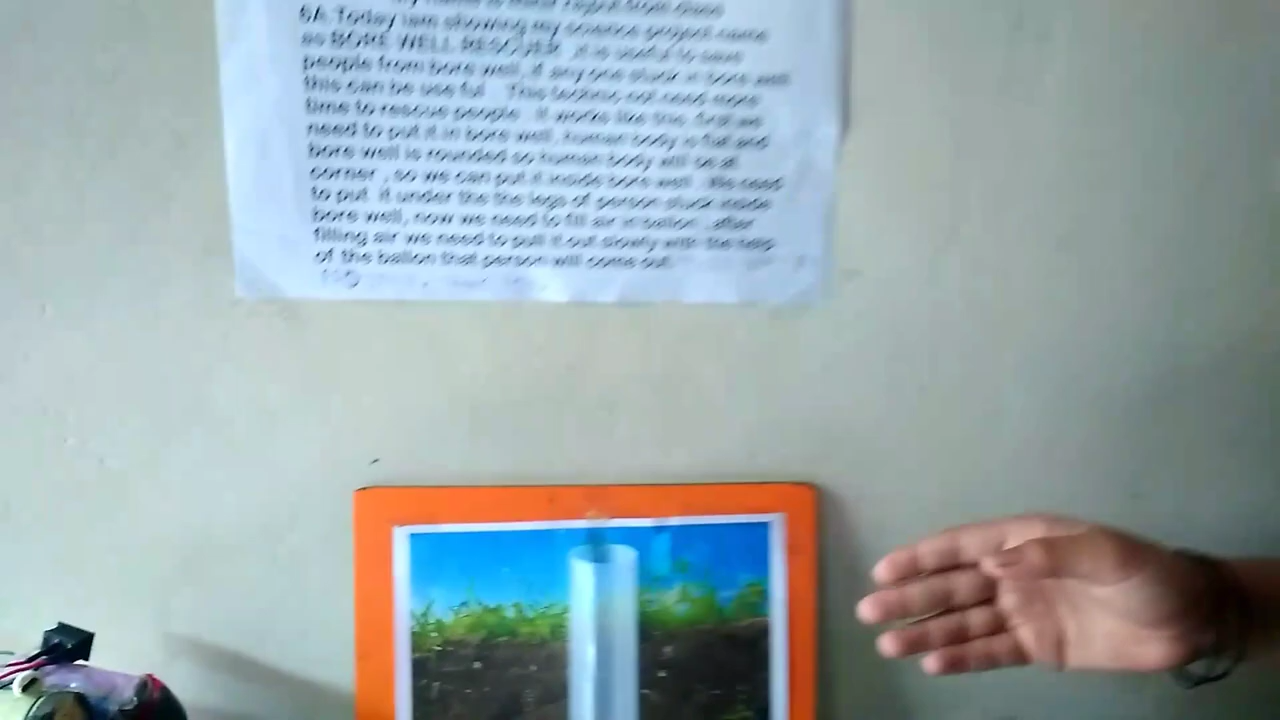 my name is from class
6A. Today iam showing my science project name
as BORE WELL RESCUER , it is useful to save
people from bore well, if any one stuck in bore well
this can be use ful This technic not need more
time to rescue people . it works like this, first we
need to put it in bore well, human body is flat and
bore well is rounded so human body will be at
corner , so we can put it inside bore well . We need
to put it under the the legs of person stuck inside
bore well, now we need to fill air in ballon , after
filling air we need to pull it out slowly with the help
of the ballon that person will come out.